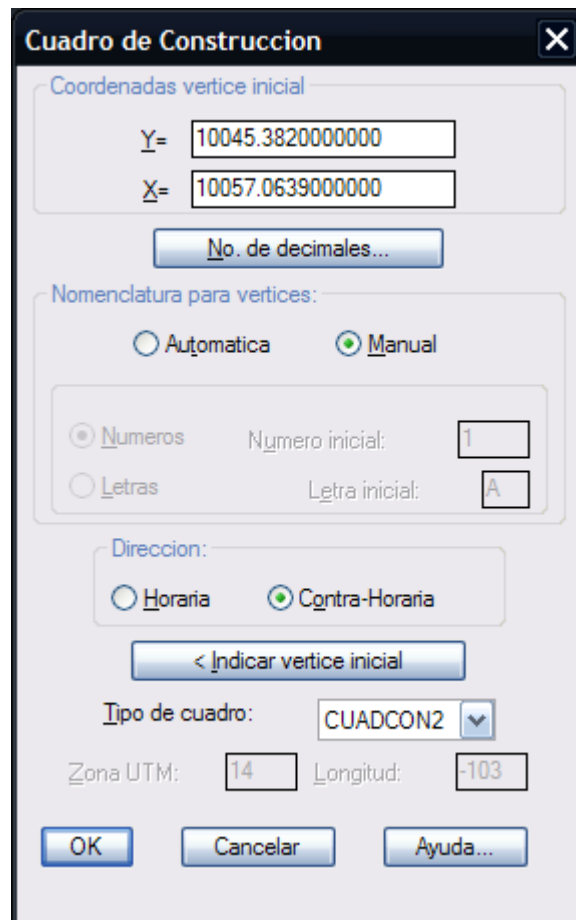 Cuadro de Construccion
Coordenadas vertice inicial
Y= 10045.3820000000
X= 10057.0639000000
No. de decimales...
Nomenclatura para vertices:
Automatica Manual
Numeros Numero inicial: 1
Letras Letra inicial: A
Direccion:
Horaria Contra-Horaria
< Indicar vertice inicial
Tipo de cuadro: CUADCON2
Zona UTM: 14 Longitud: -103
OK Cancelar Ayuda...